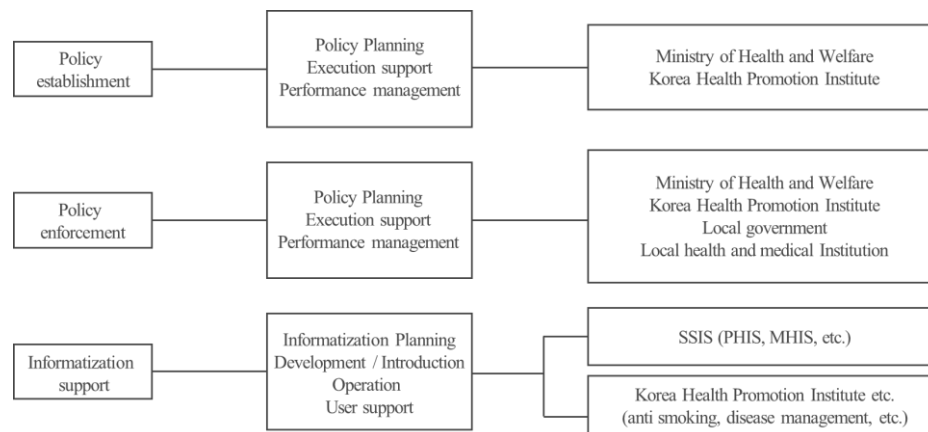 Policy
establishment
Policy Planning
Execution support
Performance management
Ministry of Health and Welfare
Korea Health Promotion Institute
Policy
enforcement
Policy Planning
Execution support
Performance management
Ministry of Health and Welfare
Korea Health Promotion Institute
Local government
Local health and medical Institution
Informatization
support
Informatization Planning
Development / Introduction
Operation
User support
SSIS (PHIS, MHIS, etc.)
Korea Health Promotion Institute etc.
(anti smoking, disease management, etc.)